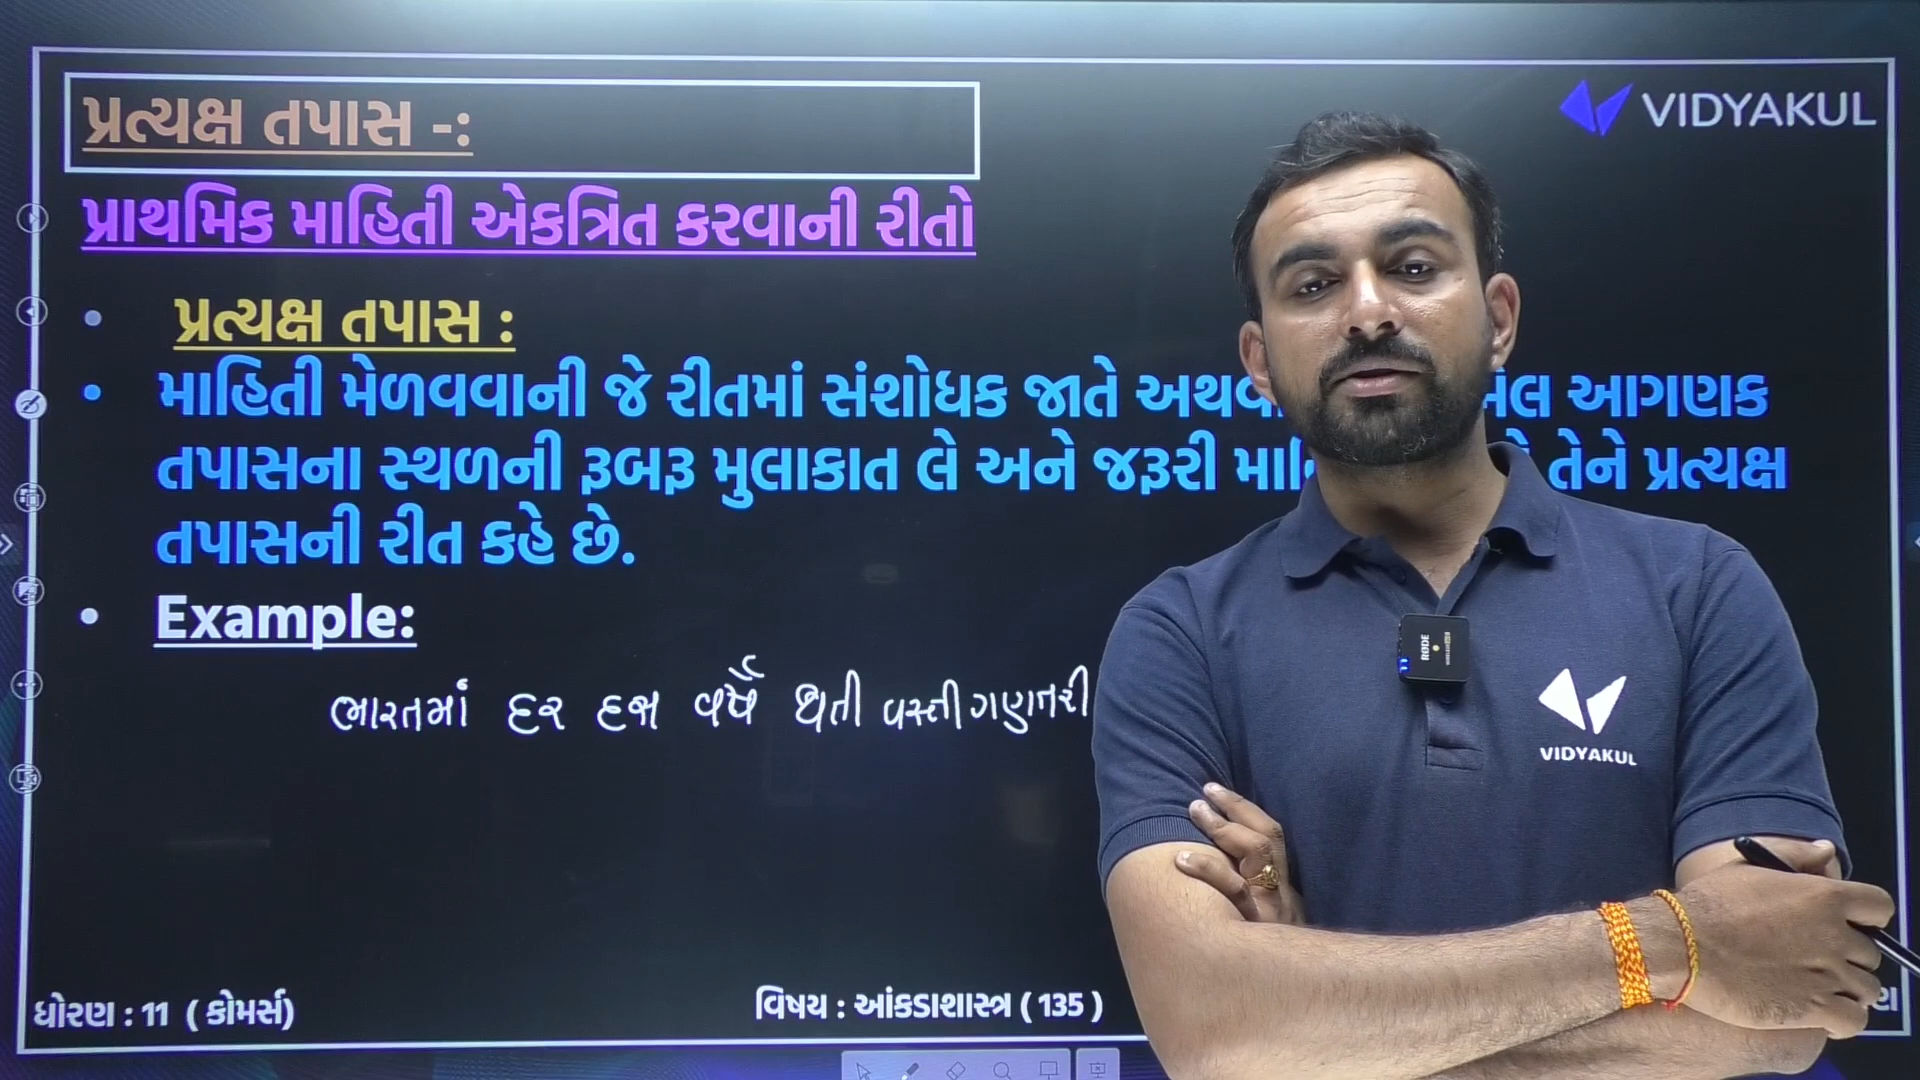 પ્રત્યક્ષ તપાસ -:
VIDYAKUL
પ્રાથમિક માહિતી એકત્રિત કરવાની રીતો
• પ્રત્યક્ષ તપાસ :
• માહિતી મેળવવાની જે રીતમાં સંશોધક જાતે અથવા આગણક
તપાસના સ્થળની રૂબરૂ મુલાકાત લે અને જરૂરી તેને પ્રત્યક્ષ
તપાસની રીત કહે છે.
• Example:
ભારતમાં દર દસ વર્ષે થતી વસ્તી ગણતરી
RØDE
VIDYAKUL
ધોરણ : 11 ( કોમર્સ)
વિષય : આંકડાશાસ્ત્ર ( 135 )